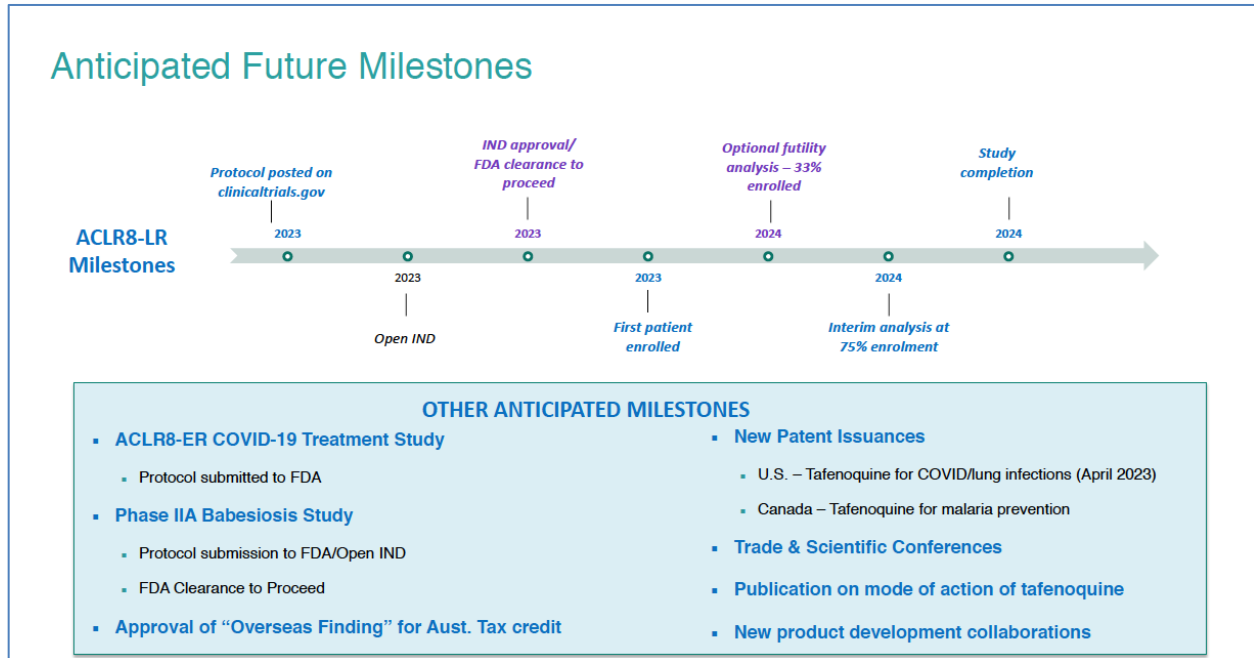 Anticipated Future Milestones
Protocol posted on
clinicaltrials.gov
IND approval/
FDA clearance to
proceed
Optional futility
analysis – 33%
enrolled
Study
completion
ACLR8-LR
Milestones
2023
2023
2024
2024
2023
2023
2024
Open IND
First patient
enrolled
Interim analysis at
75% enrolment
OTHER ANTICIPATED MILESTONES
▪ ACLR8-ER COVID-19 Treatment Study
▪ Protocol submitted to FDA
▪ Phase IIA Babesiosis Study
▪ Protocol submission to FDA/Open IND
▪ FDA Clearance to Proceed
▪ Approval of “Overseas Finding” for Aust. Tax credit
▪ New Patent Issuances
▪ U.S. – Tafenoquine for COVID/lung infections (April 2023)
▪ Canada – Tafenoquine for malaria prevention
▪ Trade & Scientific Conferences
▪ Publication on mode of action of tafenoquine
▪ New product development collaborations